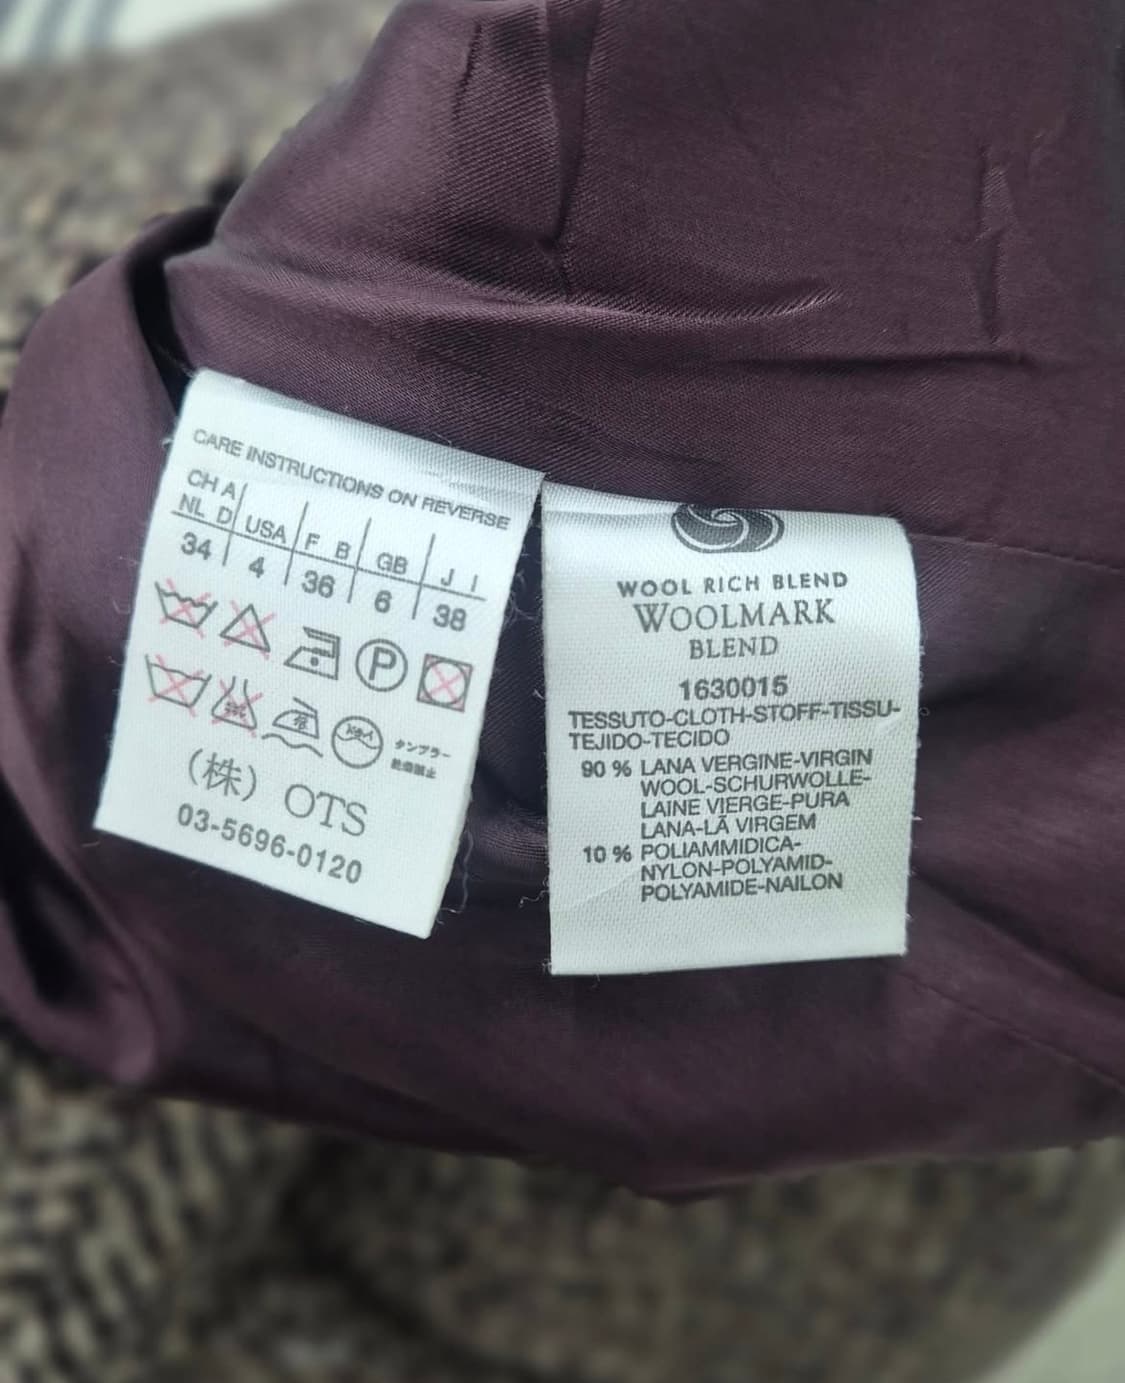 CARE INSTRUCTIONS ON REVERSE
CH A
NL D USA F B GB J I
34 4 36 6 38
P
タンブラー
乾燥禁止
(株) OTS
03-5696-0120
WOOL RICH BLEND
WOOLMARK
BLEND
1630015
TESSUTO-CLOTH-STOFF-TISSU-
TEJIDO-TECIDO
90 % LANA VERGINE-VIRGIN
WOOL-SCHURWOLLE-
LAINE VIERGE-PURA
LANA-LÃ VIRGEM
10 % POLIAMMIDICA-
NYLON-POLYAMID-
POLYAMIDE-NAILON